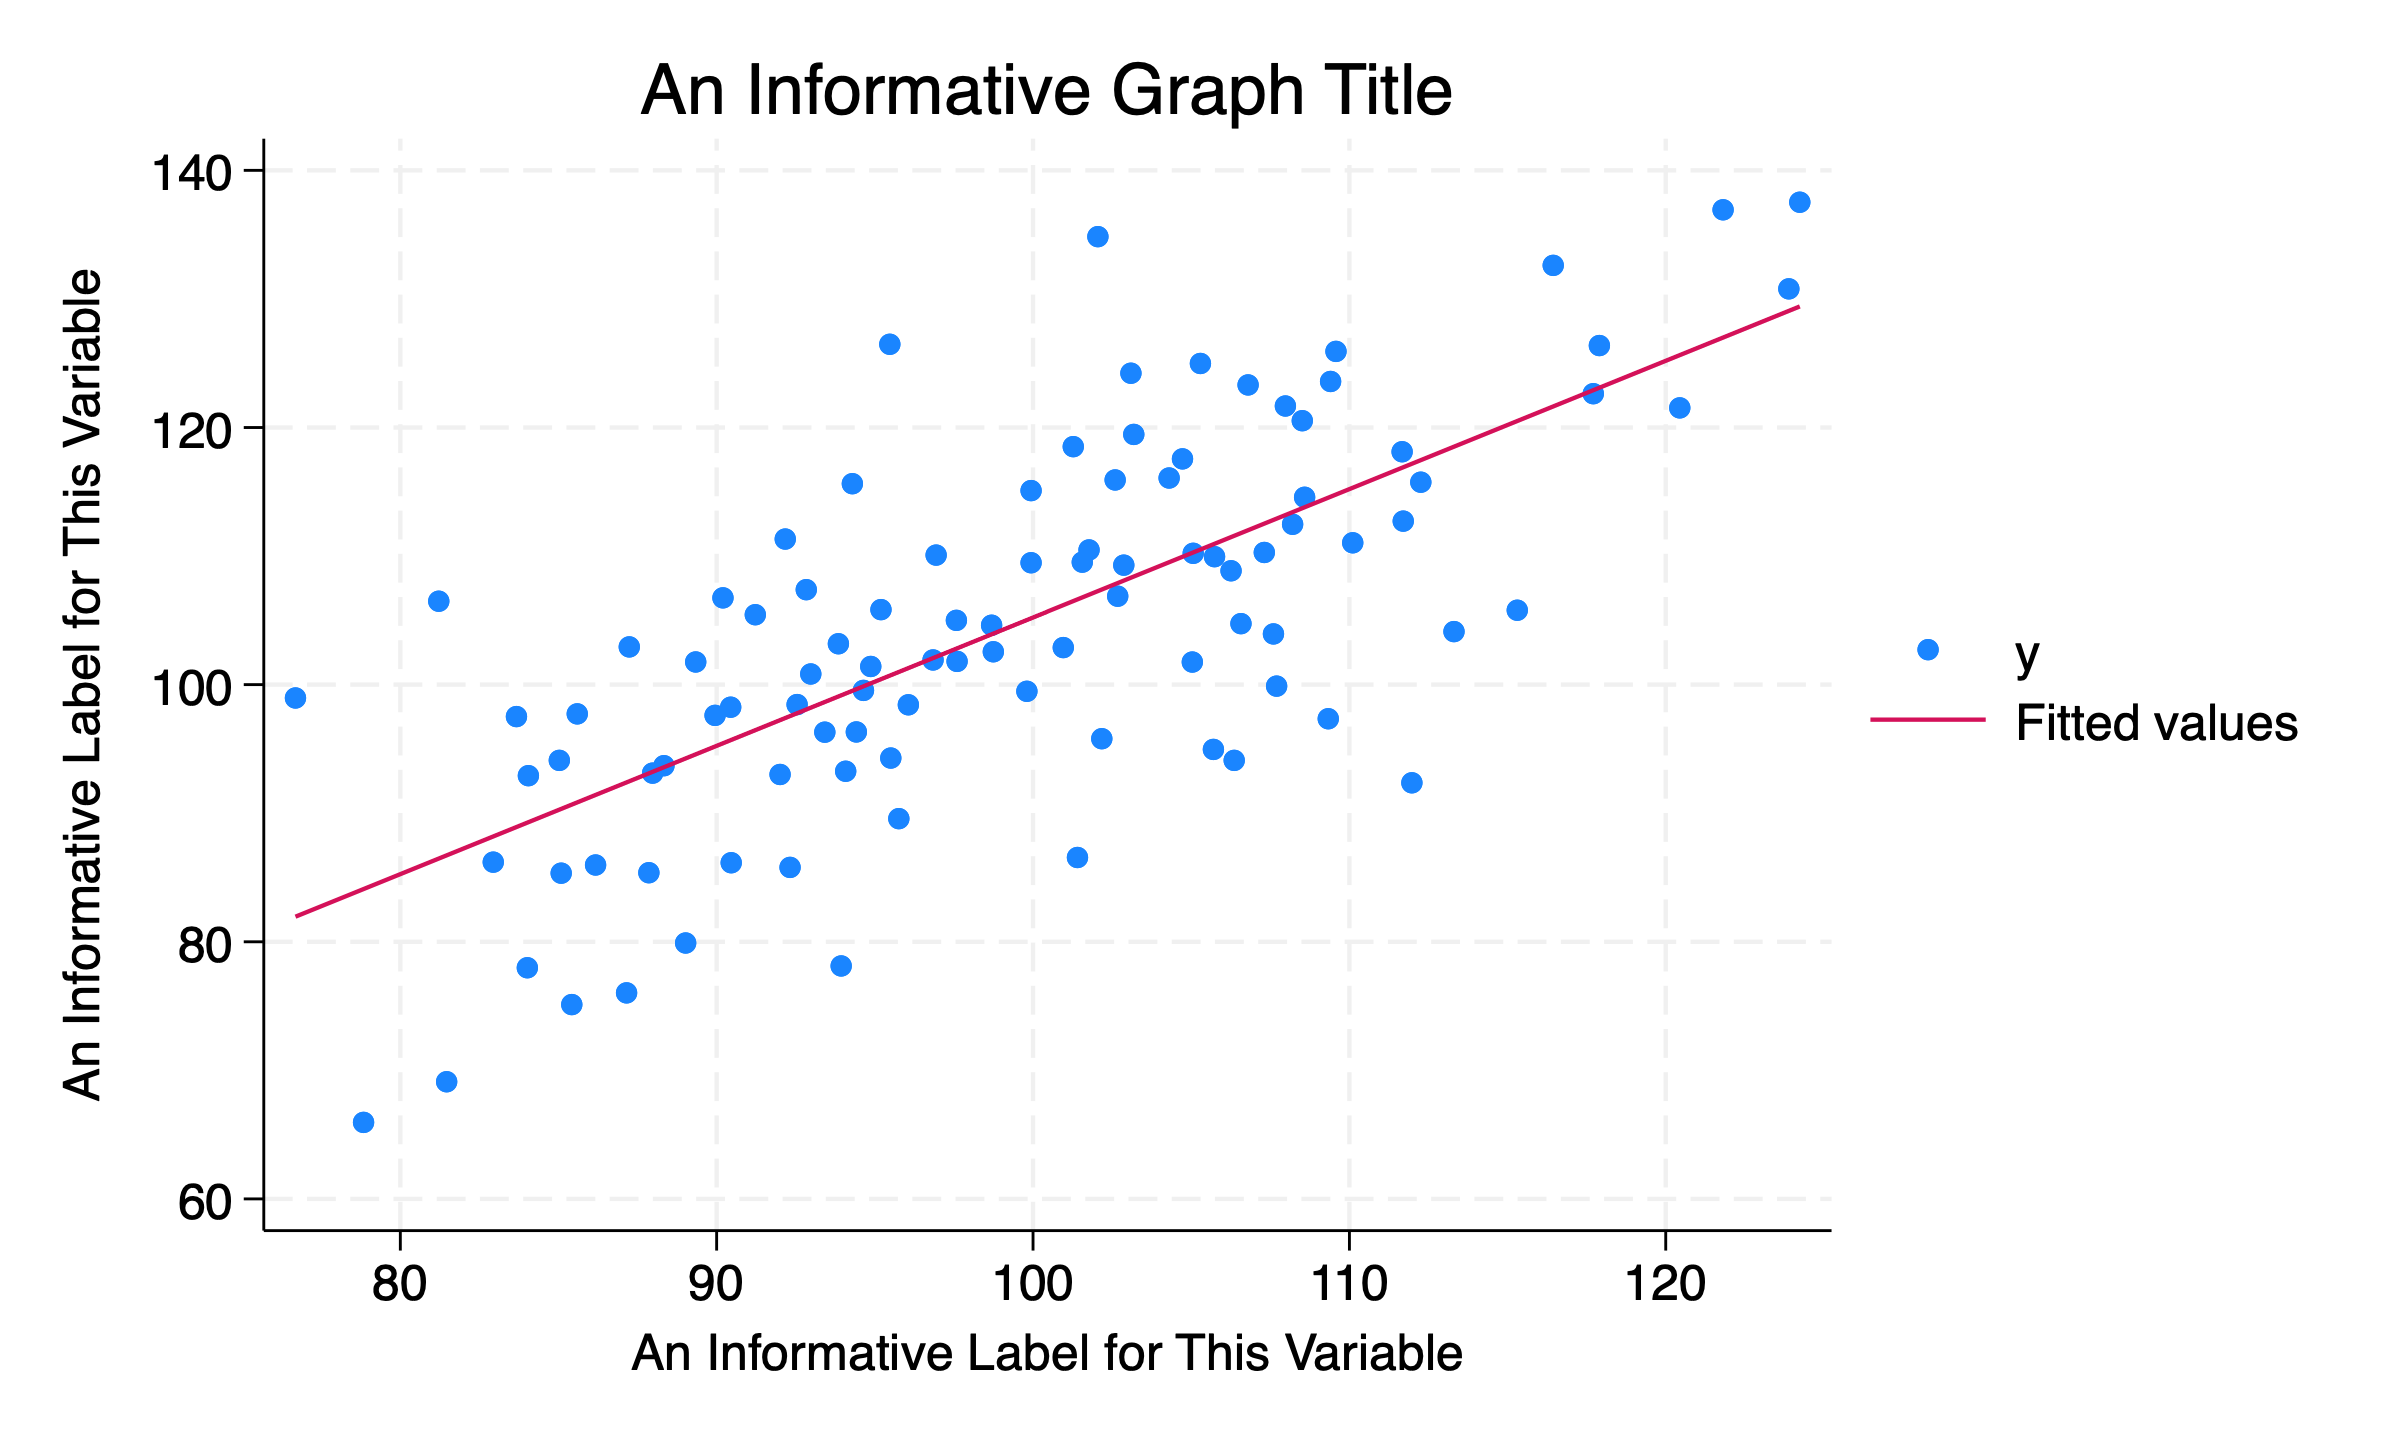 An Informative Graph Title
An Informative Label for This Variable
140
120
100
80
60
80
90
100
110
120
An Informative Label for This Variable
y
Fitted values